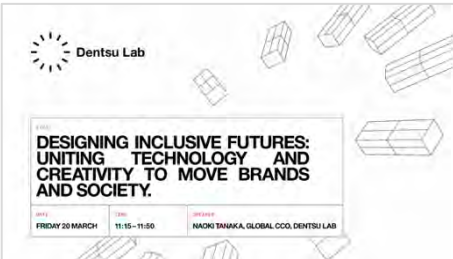 Dentsu Lab
DESIGNING INCLUSIVE FUTURES:
UNITING TECHNOLOGY AND
CREATIVITY TO MOVE BRANDS
AND SOCIETY.
FRIDAY 20 MARCH
11:15–11:50
NAOKI TANAKA, GLOBAL CCO, DENTSU LAB